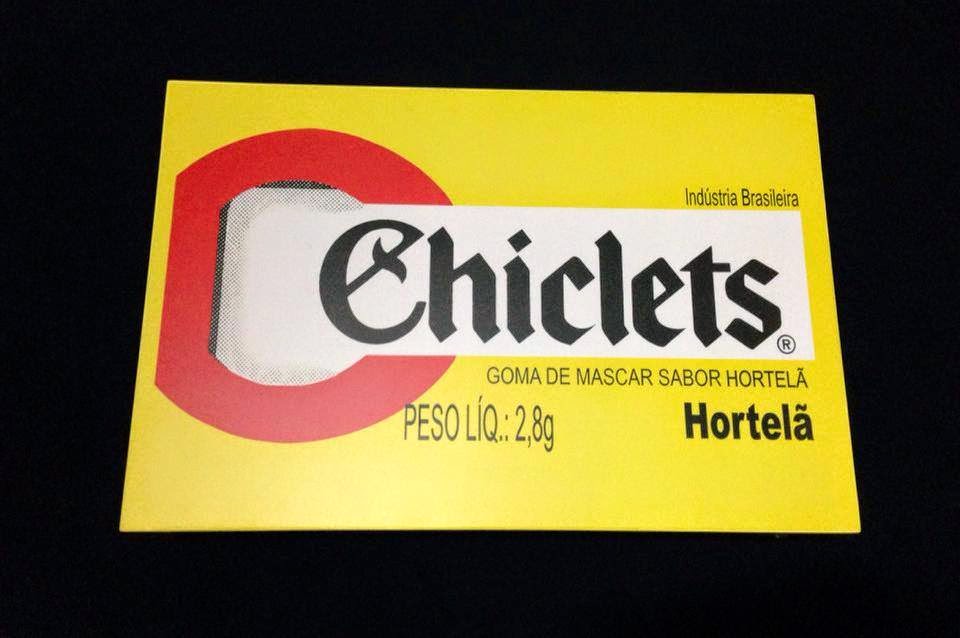 Indústria Brasileira
Chiclets®
GOMA DE MASCAR SABOR HORTELÃ
PESO LÍQ.: 2,8g
Hortelã